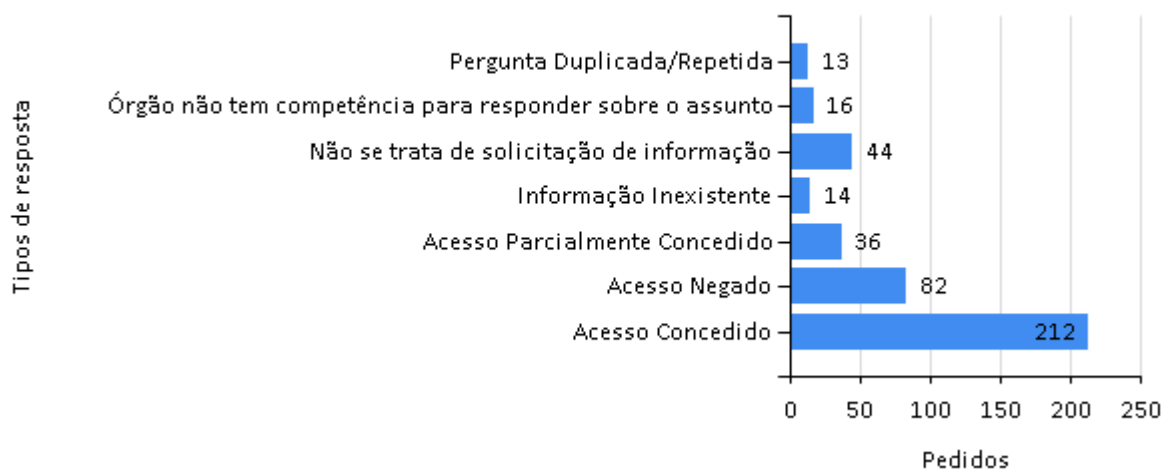 Tipos de resposta
Pergunta Duplicada/Repetida 13
Órgão não tem competência para responder sobre o assunto 16
Não se trata de solicitação de informação 44
Informação Inexistente 14
Acesso Parcialmente Concedido 36
Acesso Negado 82
Acesso Concedido 212
0 50 100 150 200 250
Pedidos